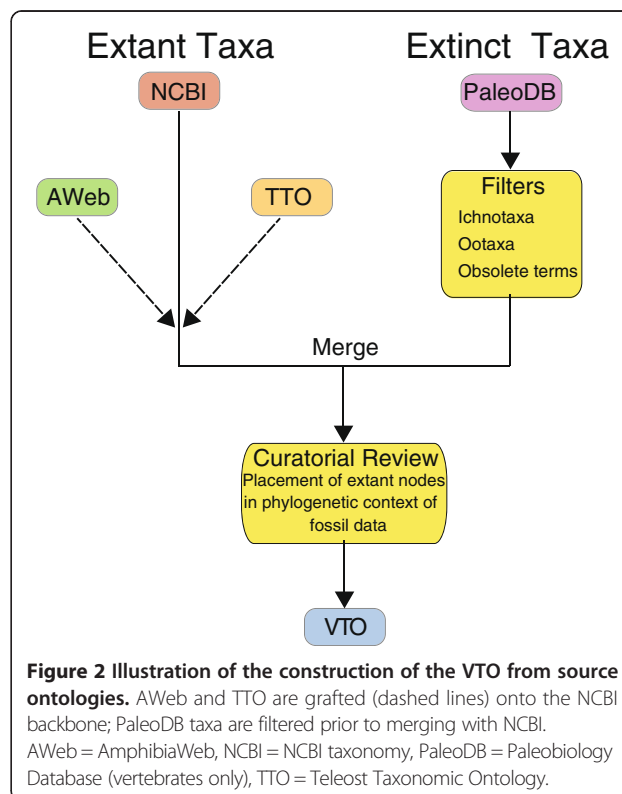 Extant Taxa
Extinct Taxa
NCBI
PaleoDB
AWeb
TTO
Filters
Ichnotaxa
Ootaxa
Obsolete terms
Merge
Curatorial Review
Placement of extant nodes
in phylogenetic context of
fossil data
VTO
Figure 2 Illustration of the construction of the VTO from source
ontologies. AWeb and TTO are grafted (dashed lines) onto the NCBI
backbone; PaleoDB taxa are filtered prior to merging with NCBI.
AWeb = AmphibiaWeb, NCBI = NCBI taxonomy, PaleoDB = Paleobiology
Database (vertebrates only), TTO = Teleost Taxonomic Ontology.